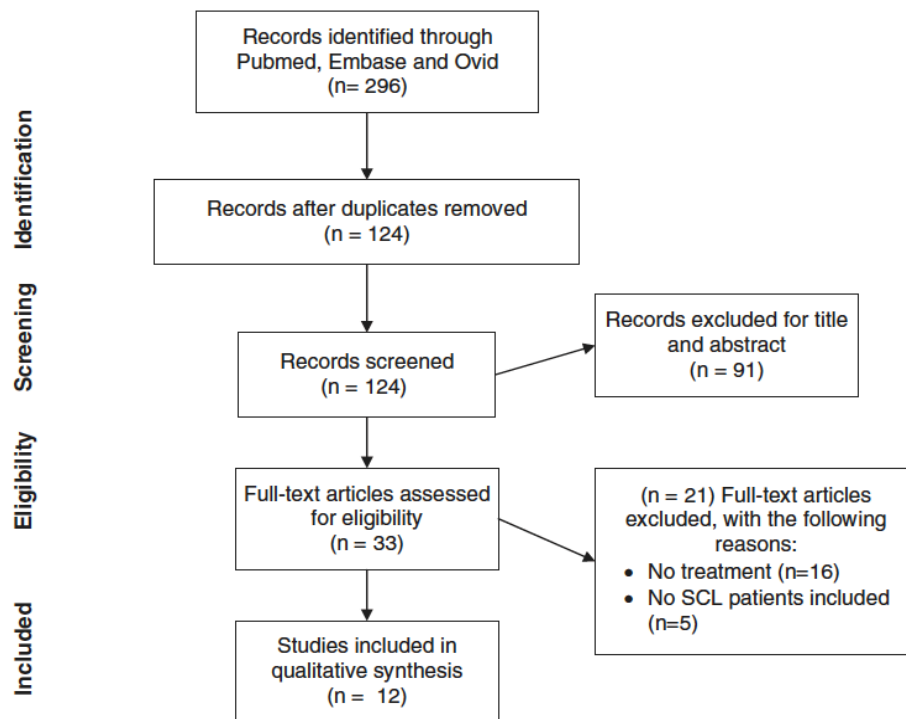 Records identified through
Pubmed, Embase and Ovid
(n= 296)
Identification
Records after duplicates removed
(n = 124)
Screening
Records screened
(n = 124)
Records excluded for title
and abstract
(n = 91)
Eligibility
Full-text articles assessed
for eligibility
(n = 33)
(n = 21) Full-text articles
excluded, with the following
reasons:
• No treatment (n=16)
• No SCL patients included
(n=5)
Included
Studies included in
qualitative synthesis
(n = 12)